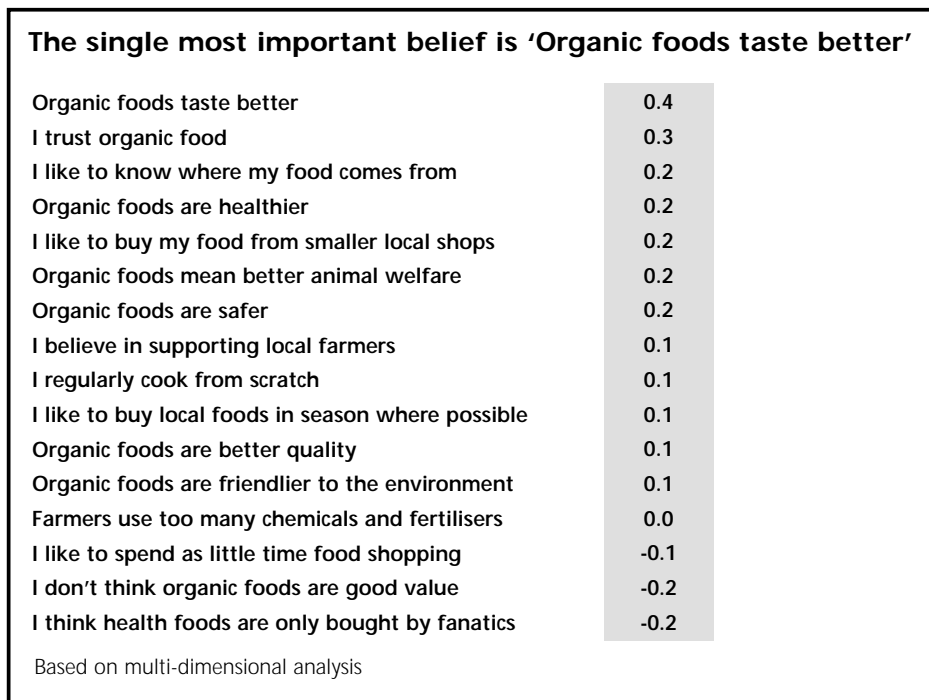 The single most important belief is ‘Organic foods taste better’
Organic foods taste better 0.4
I trust organic food 0.3
I like to know where my food comes from 0.2
Organic foods are healthier 0.2
I like to buy my food from smaller local shops 0.2
Organic foods mean better animal welfare 0.2
Organic foods are safer 0.2
I believe in supporting local farmers 0.1
I regularly cook from scratch 0.1
I like to buy local foods in season where possible 0.1
Organic foods are better quality 0.1
Organic foods are friendlier to the environment 0.1
Farmers use too many chemicals and fertilisers 0.0
I like to spend as little time food shopping -0.1
I don’t think organic foods are good value -0.2
I think health foods are only bought by fanatics -0.2
Based on multi-dimensional analysis